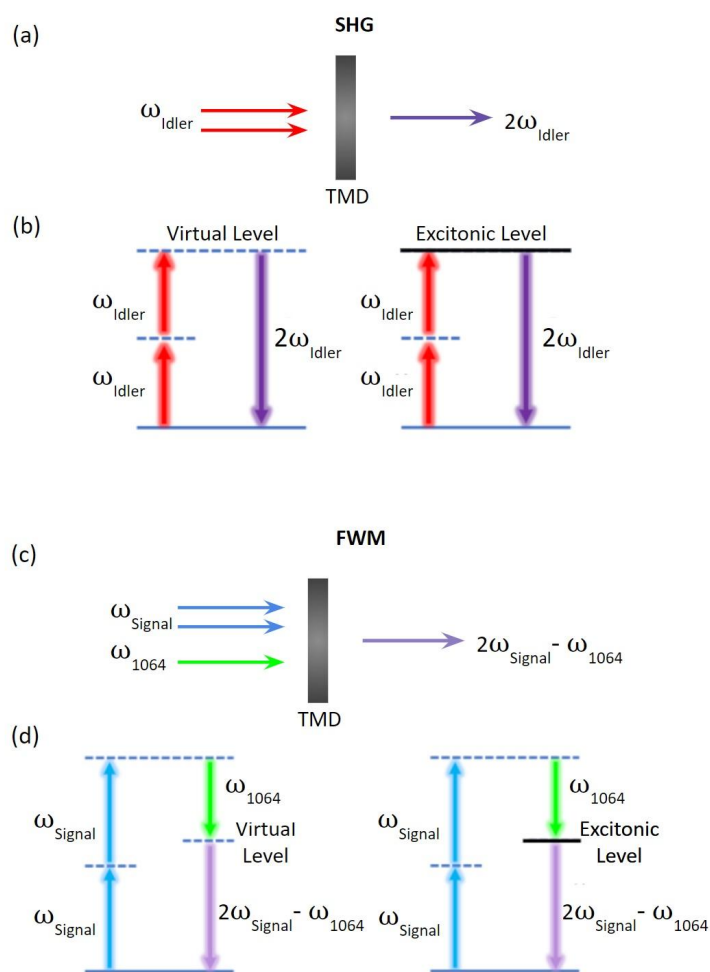 (a)
SHG
ωIdler
2ωIdler
TMD
(b)
Virtual Level
Excitonic Level
ωIdler
2ωIdler
ωIdler
ωIdler
2ωIdler
ωIdler
(c)
FWM
ωSignal
ω1064
2ωSignal- ω1064
TMD
(d)
ω1064
ωSignal
Virtual
Level
ωSignal
2ωSignal- ω1064
ω1064
ωSignal
Excitonic
Level
ωSignal
2ωSignal- ω1064